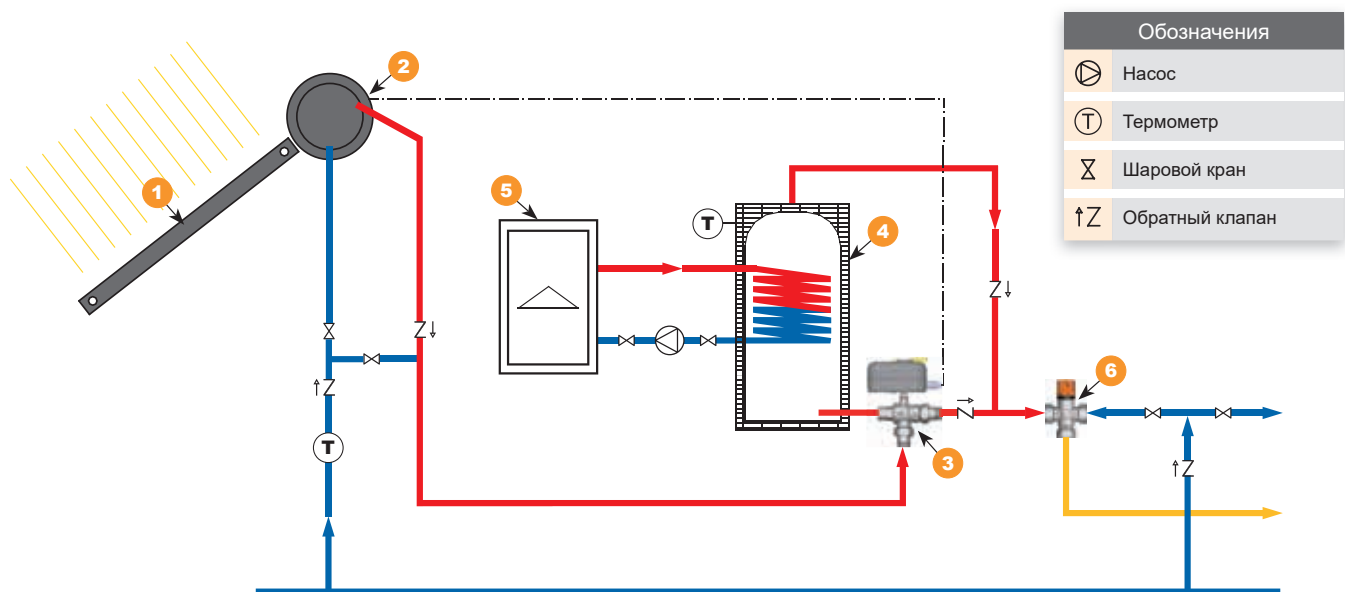 Обозначения
Насос
T Термометр
Шаровой кран
Обратный клапан
2
1
5
T
4
6
3
T